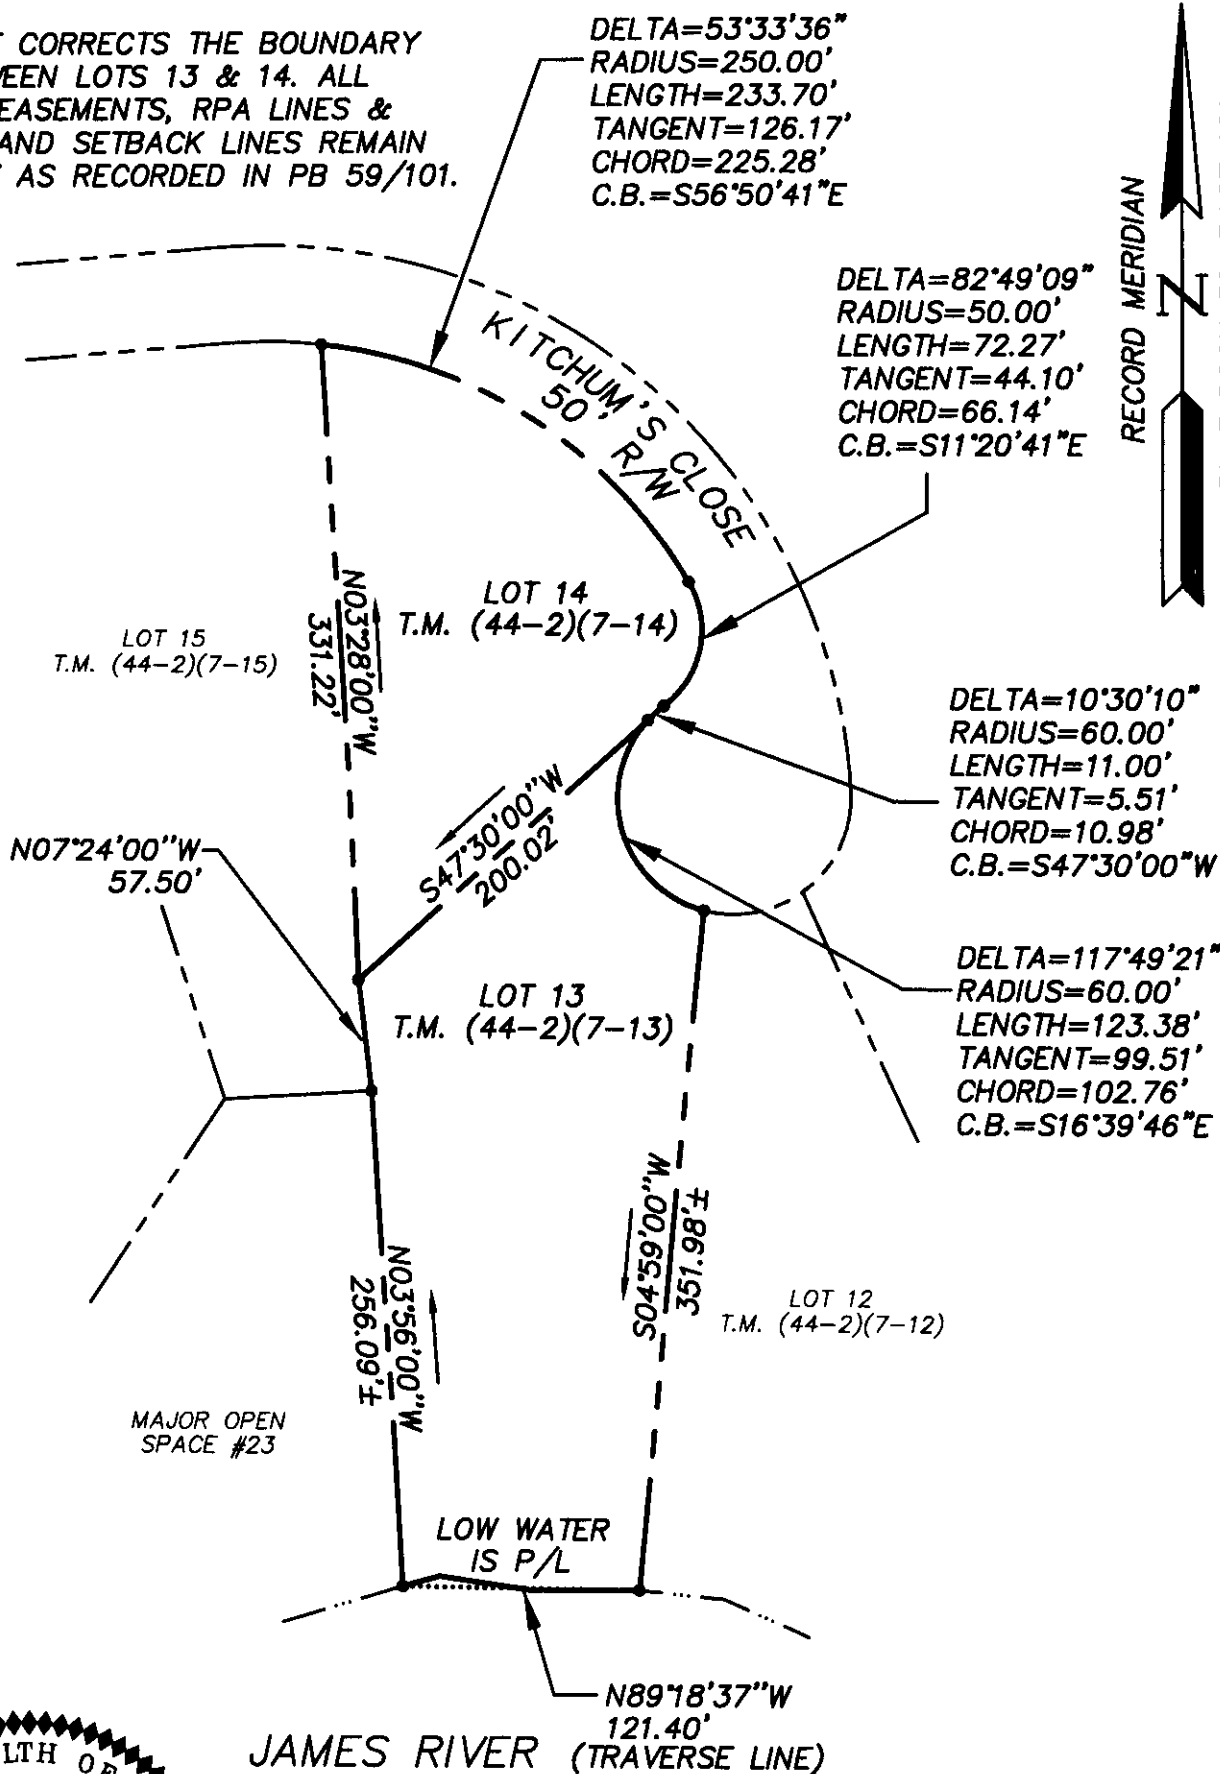 CORRECTS THE BOUNDARY
LOTS 13 & 14. ALL
EASEMENTS, RPA LINES &
AND SETBACK LINES REMAIN
AS RECORDED IN PB 59/101.
DELTA=53°33'36"
RADIUS=250.00'
LENGTH=233.70'
TANGENT=126.17'
CHORD=225.28'
C.B.=S56°50'41"E
RECORD MERIDIAN
N
DELTA=82°49'09"
RADIUS=50.00'
LENGTH=72.27'
TANGENT=44.10'
CHORD=66.14'
C.B.=S11°20'41"E
KITCHUM'S CLOSE
50' R/W
LOT 14
T.M. (44-2)(7-14)
LOT 15
T.M. (44-2)(7-15)
N03°28'00"W
331.22'
DELTA=10°30'10"
RADIUS=60.00'
LENGTH=11.00'
TANGENT=5.51'
CHORD=10.98'
C.B.=S47°30'00"W
S47°30'00"W
200.02'
N07°24'00"W
57.50'
DELTA=117°49'21"
RADIUS=60.00'
LENGTH=123.38'
TANGENT=99.51'
CHORD=102.76'
C.B.=S16°39'46"E
LOT 13
T.M. (44-2)(7-13)
S04°59'00"W
351.98'±
LOT 12
T.M. (44-2)(7-12)
N03°56'00"W
256.09'±
MAJOR OPEN
SPACE #23
LOW WATER
IS P/L
N89°18'37"W
121.40'
(TRAVERSE LINE)
JAMES RIVER
LTH OF